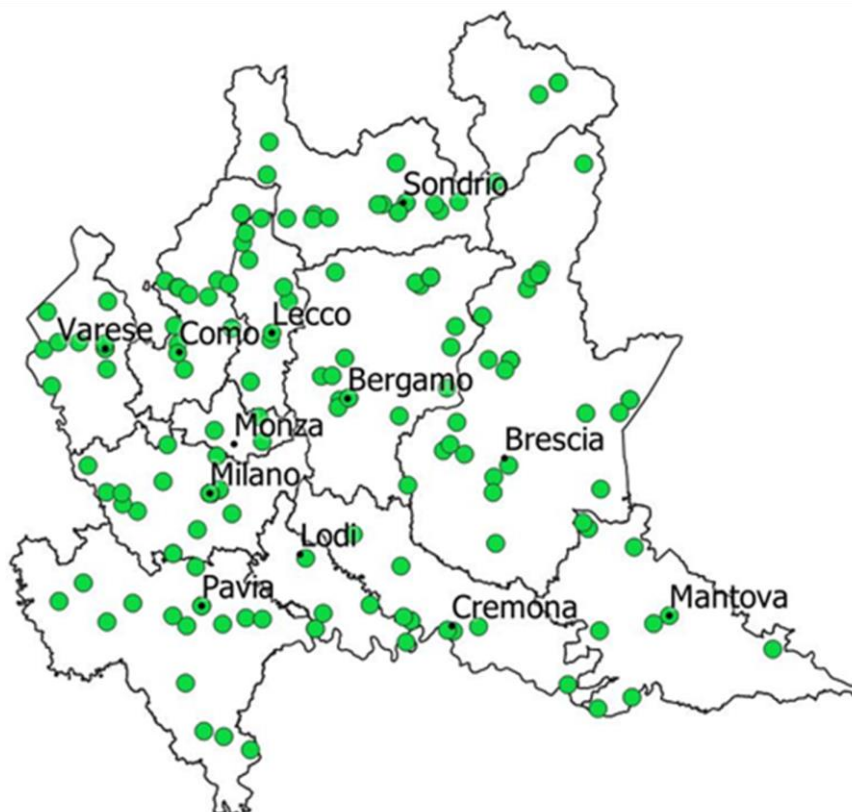 Sondrio
Lecco
Varese
Como
Bergamo
Monza
Brescia
Milano
Lodi
Pavia
Cremona
Mantova